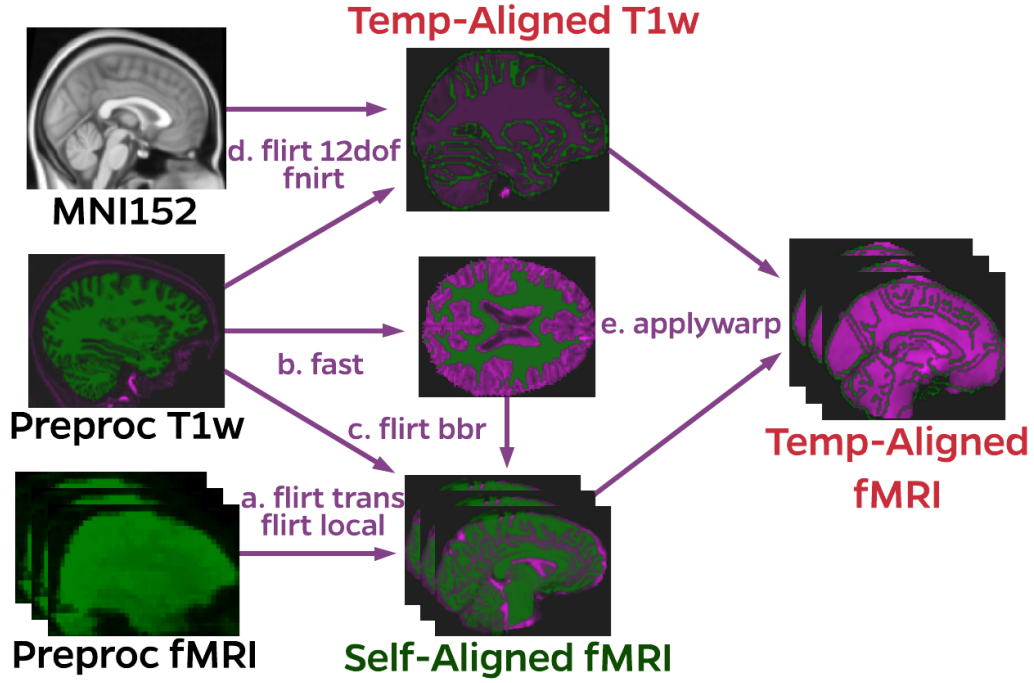 Temp-Aligned T1w
d. flirt 12dof
fnirt
MNI152
e. applywarp
b. fast
Preproc T1w
c. flirt bbr
Temp-Aligned
fMRI
a. flirt trans
flirt local
Preproc fMRI
Self-Aligned fMRI